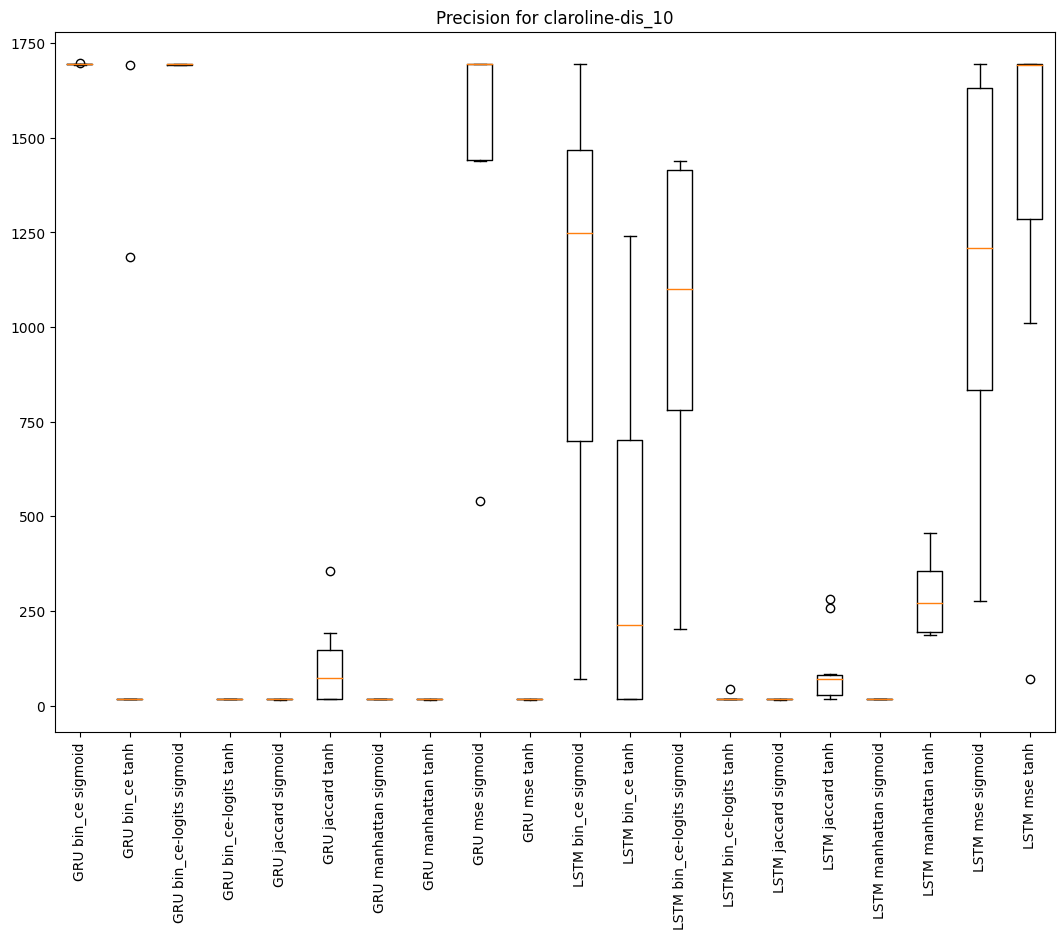 Precision for claroline-dis_10
1750
1500
1250
1000
750
500
250
0
GRU bin_ce sigmoid
GRU bin_ce tanh
GRU bin_ce-logits sigmoid
GRU bin_ce-logits tanh
GRU jaccard sigmoid
GRU jaccard tanh
GRU manhattan sigmoid
GRU manhattan tanh
GRU mse sigmoid
GRU mse tanh
LSTM bin_ce sigmoid
LSTM bin_ce tanh
LSTM bin_ce-logits sigmoid
LSTM bin_ce-logits tanh
LSTM jaccard sigmoid
LSTM jaccard tanh
LSTM manhattan sigmoid
LSTM manhattan tanh
LSTM mse sigmoid
LSTM mse tanh